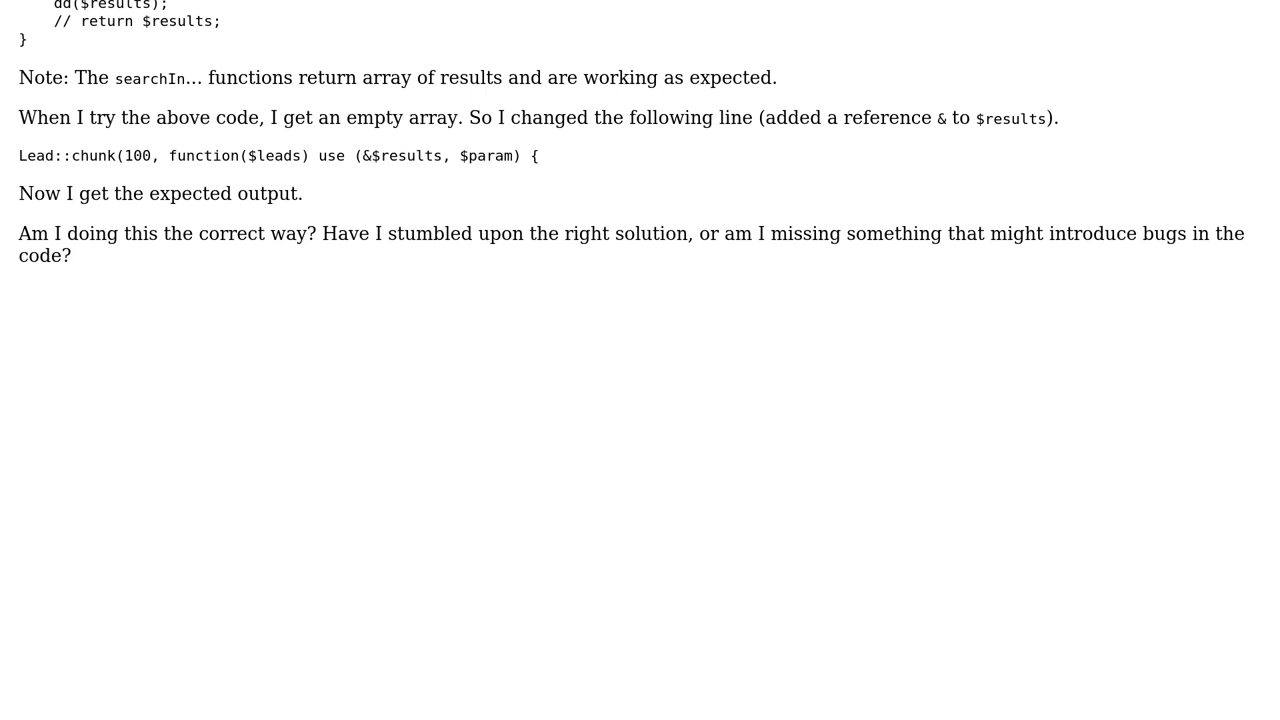 dd($results);
// return $results;
}
Note: The searchIn... functions return array of results and are working as expected.
When I try the above code, I get an empty array. So I changed the following line (added a reference & to $results).
Lead::chunk(100, function($leads) use (&$results, $param) {
Now I get the expected output.
Am I doing this the correct way? Have I stumbled upon the right solution, or am I missing something that might introduce bugs in the
code?